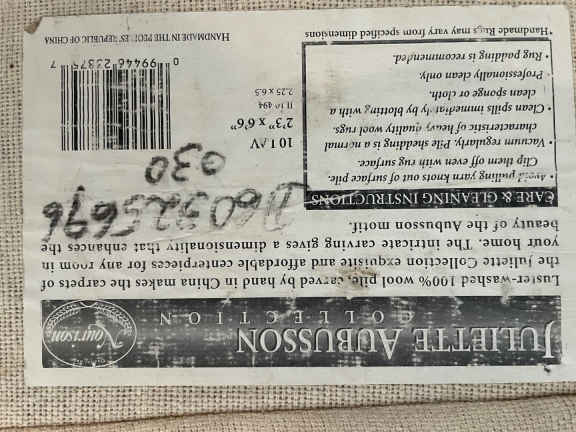 JULIETTE AUBUSSON
COLLECTION
Nourison
Luster-washed 100% wool pile, carved by hand in China makes the carpets of
the Juliette Collection exquisite and affordable centerpieces for any room in
your home. The intricate carving gives a dimensionality that enhances the
beauty of the Aubusson motif.
CARE & CLEANING INSTRUCTIONS
• Avoid pulling yarn knots out of surface pile.
Clip them off even with rug surface.
• Vacuum regularly. Pile shedding is a normal
characteristic of heavy quality wool rugs.
• Clean spills immediately by blotting with a
clean sponge or cloth.
• Professionally clean only.
• Rug padding is recommended.
*Handmade Rugs may vary from specified dimensions
D60325696
030
2'3" x 6'6"
2.25 x 6.5
0 99446 23875 7
HANDMADE IN THE PEOPLES' REPUBLIC OF CHINA